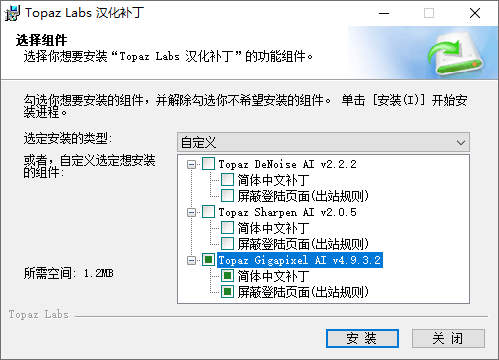 Topaz Labs 汉化补丁
选择组件
选择你想要安装“Topaz Labs 汉化补丁”的功能组件。
勾选你想要安装的组件，并解除勾选你不希望安装的组件。 单击 [安装(I)] 开始安
装进程。
选定安装的类型:
自定义
或者，自定义选定想安装
的组件:
Topaz DeNoise AI v2.2.2
简体中文补丁
屏蔽登陆页面(出站规则)
Topaz Sharpen AI v2.0.5
简体中文补丁
屏蔽登陆页面(出站规则)
Topaz Gigapixel AI v4.9.3.2
简体中文补丁
屏蔽登陆页面(出站规则)
所需空间: 1.2MB
Topaz Labs
安 装
关 闭